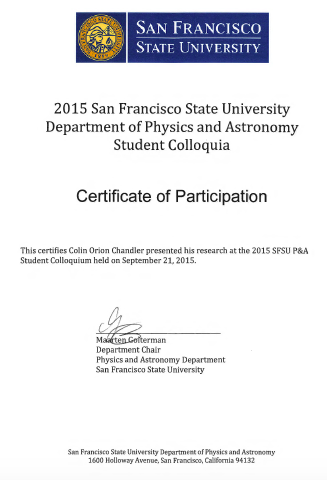 SAN FRANCISCO
STATE UNIVERSITY
2015 San Francisco State University
Department of Physics and Astronomy
Student Colloquia
Certificate of Participation
This certifies Colin Orion Chandler presented his research at the 2015 SFSU P&A
Student Colloquium held on September 21, 2015.
Maarten Golterman
Department Chair
Physics and Astronomy Department
San Francisco State University
San Francisco State University Department of Physics and Astronomy
1600 Holloway Avenue, San Francisco, California 94132